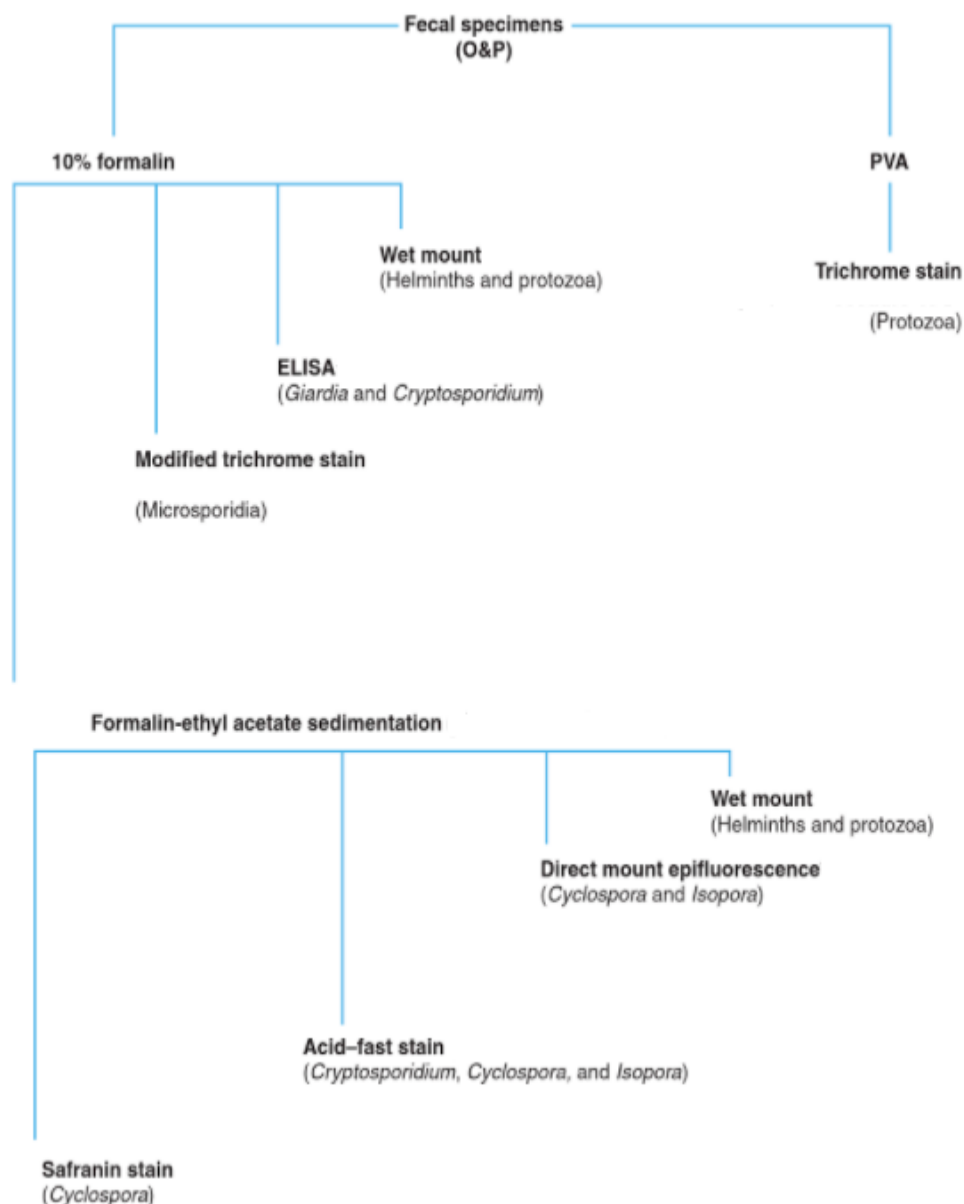 Fecal specimens
(O&P)
10% formalin
PVA
Wet mount
(Helminths and protozoa)
Trichrome stain
(Protozoa)
ELISA
(Giardia and Cryptosporidium)
Modified trichrome stain
(Microsporidia)
Formalin-ethyl acetate sedimentation
Wet mount
(Helminths and protozoa)
Direct mount epifluorescence
(Cyclospora and Isopora)
Acid–fast stain
(Cryptosporidium, Cyclospora, and Isopora)
Safranin stain
(Cyclospora)